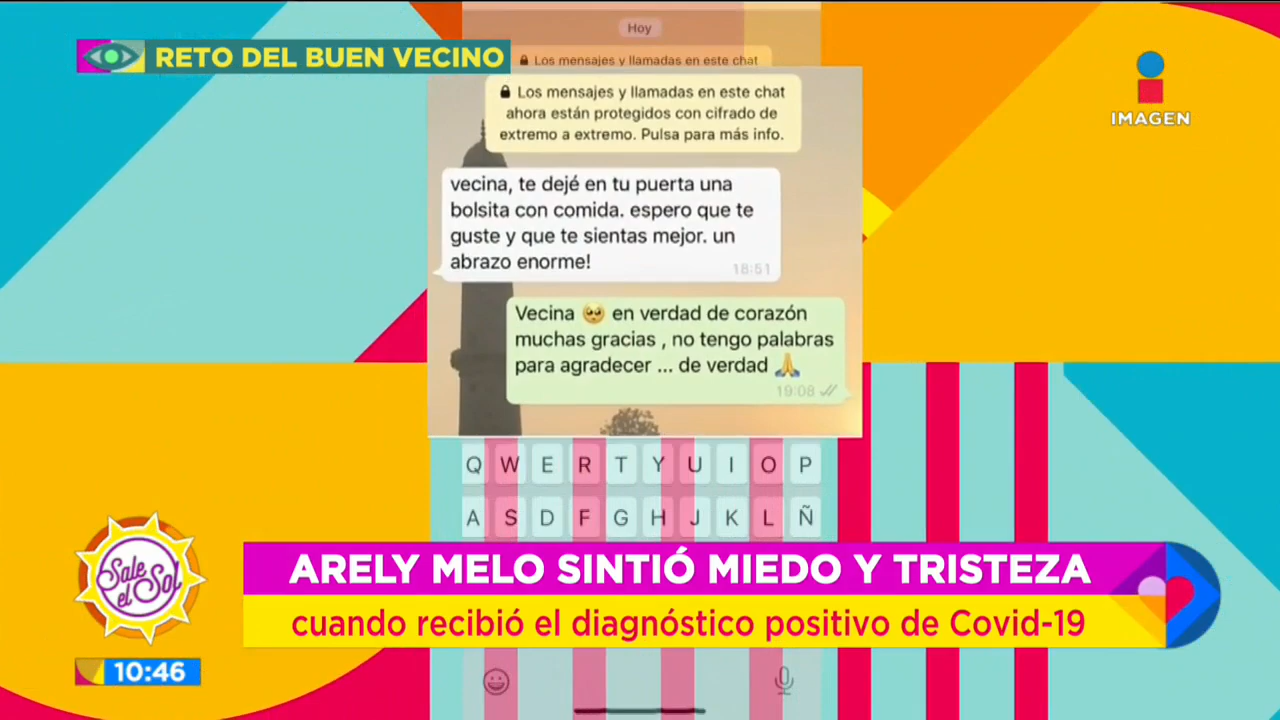 Hoy
RETO DEL BUEN VECINO
Los mensajes y llamadas en este chat
Los mensajes y llamadas en este chat
ahora están protegidos con cifrado de
extremo a extremo. Pulsa para más info.
IMAGEN
vecina, te dejé en tu puerta una
bolsita con comida. espero que te
guste y que te sientas mejor. un
abrazo enorme!
18:51
Vecina 🥺 en verdad de corazón
muchas gracias , no tengo palabras
para agradecer ... de verdad 🙏
19:08
Q W E R T Y U I O P
A S D F G H J K L Ñ
Sale
el Sol
ARELY MELO SINTIÓ MIEDO Y TRISTEZA
cuando recibió el diagnóstico positivo de Covid-19
10:46